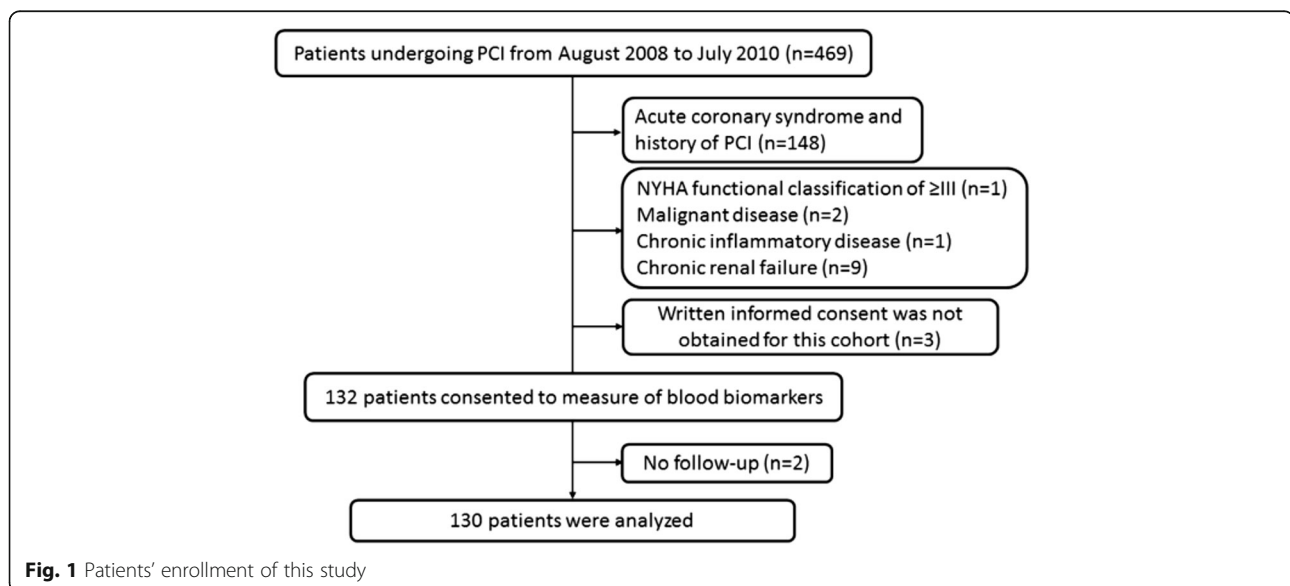 Patients undergoing PCI from August 2008 to July 2010 (n=469)
Acute coronary syndrome and
history of PCI (n=148)
NYHA functional classification of ≥III (n=1)
Malignant disease (n=2)
Chronic inflammatory disease (n=1)
Chronic renal failure (n=9)
Written informed consent was not
obtained for this cohort (n=3)
132 patients consented to measure of blood biomarkers
No follow-up (n=2)
130 patients were analyzed
Fig. 1 Patients’ enrollment of this study